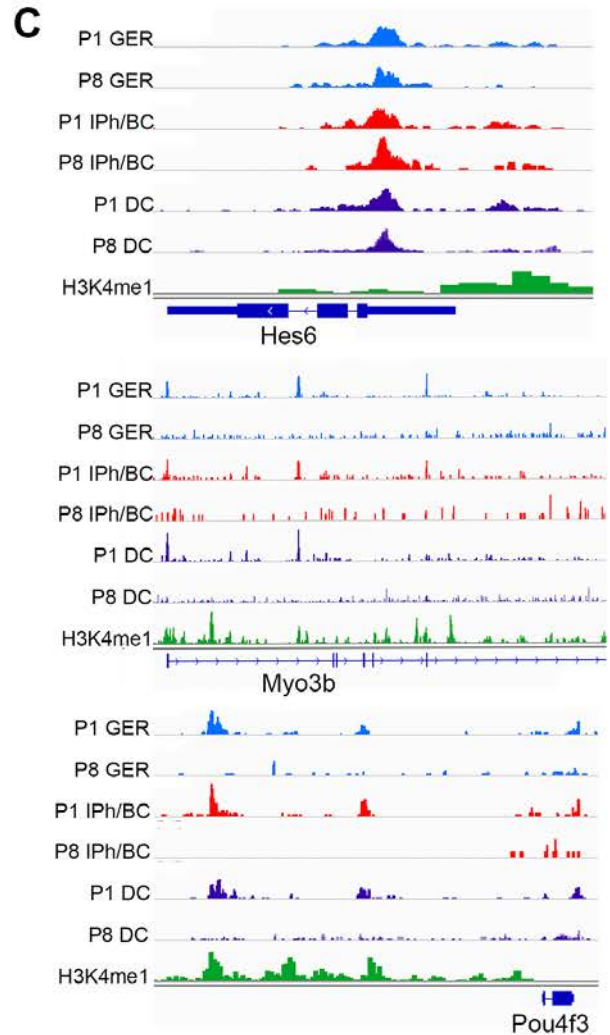 C
P1 GER
P8 GER
P1 IPh/BC
P8 IPh/BC
P1 DC
P8 DC
H3K4me1
Hes6
P1 GER
P8 GER
P1 IPh/BC
P8 IPh/BC
P1 DC
P8 DC
H3K4me1
Myo3b
P1 GER
P8 GER
P1 IPh/BC
P8 IPh/BC
P1 DC
P8 DC
H3K4me1
Pou4f3